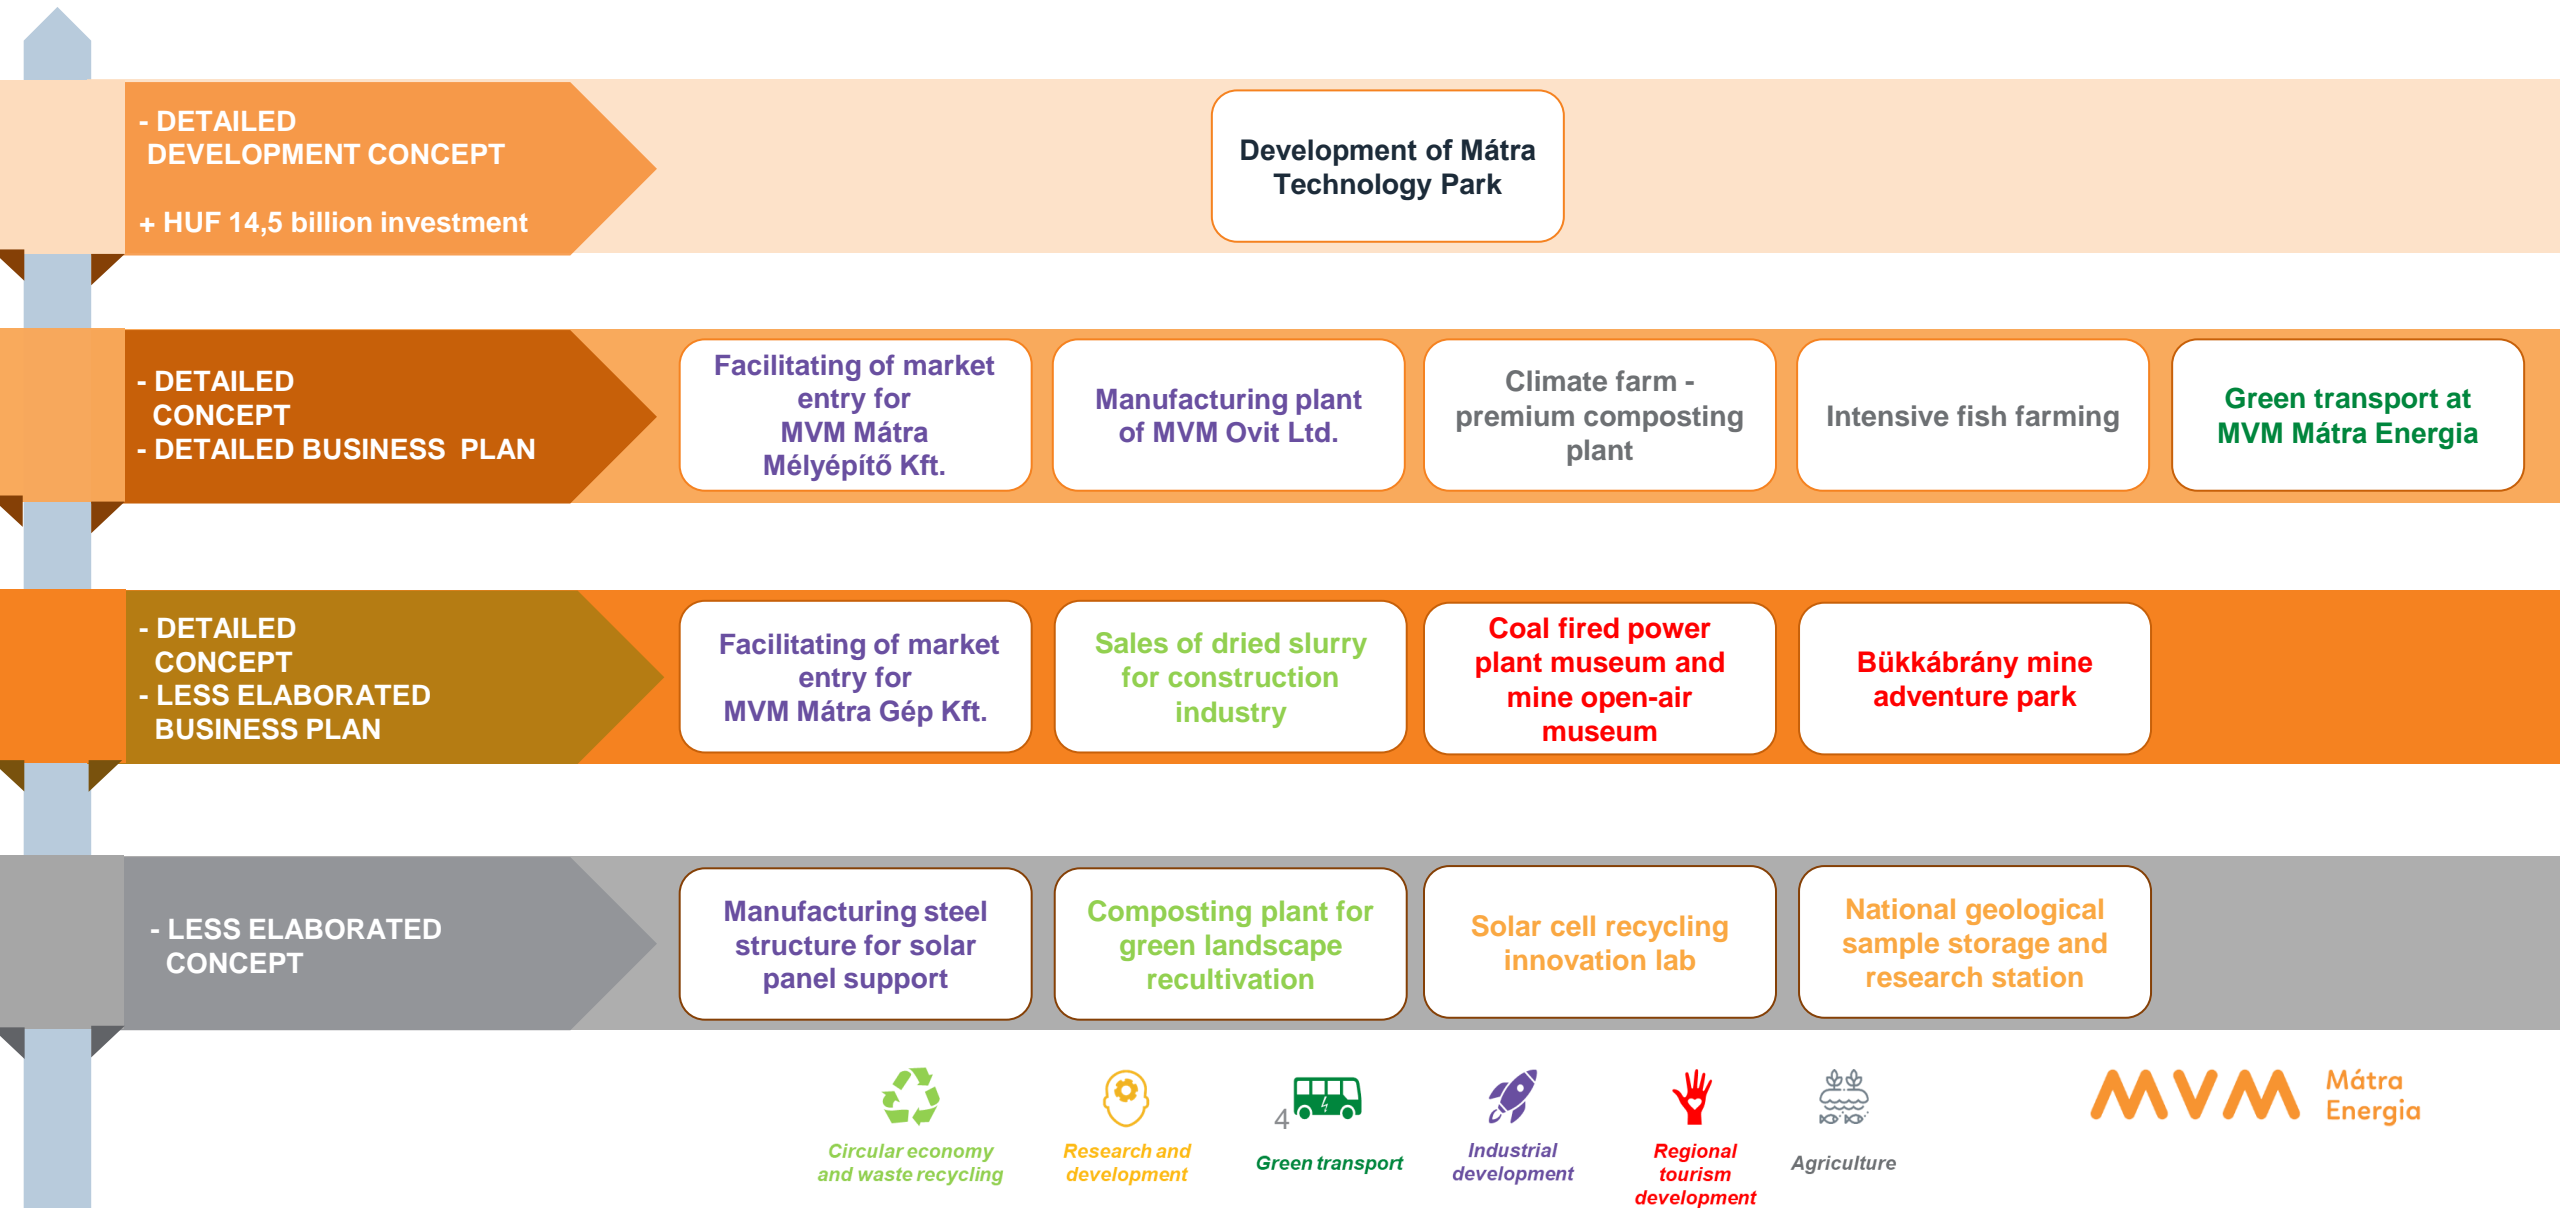 - DETAILED
DEVELOPMENT CONCEPT
+ HUF 14,5 billion investment
Development of Mátra
Technology Park
- DETAILED
CONCEPT
- DETAILED BUSINESS PLAN
Facilitating of market
entry for
MVM Mátra
Mélyépítő Kft.
Manufacturing plant
of MVM Ovit Ltd.
Climate farm -
premium composting
plant
Intensive fish farming
Green transport at
MVM Mátra Energia
- DETAILED
CONCEPT
- LESS ELABORATED
BUSINESS PLAN
Facilitating of market
entry for
MVM Mátra Gép Kft.
Sales of dried slurry
for construction
industry
Coal fired power
plant museum and
mine open-air
museum
Bükkábrány mine
adventure park
- LESS ELABORATED
CONCEPT
Manufacturing steel
structure for solar
panel support
Composting plant for
green landscape
recultivation
Solar cell recycling
innovation lab
National geological
sample storage and
research station
Circular economy
and waste recycling
Research and
development
4
Green transport
Industrial
development
Regional
tourism
development
Agriculture
MVM
Mátra
Energia